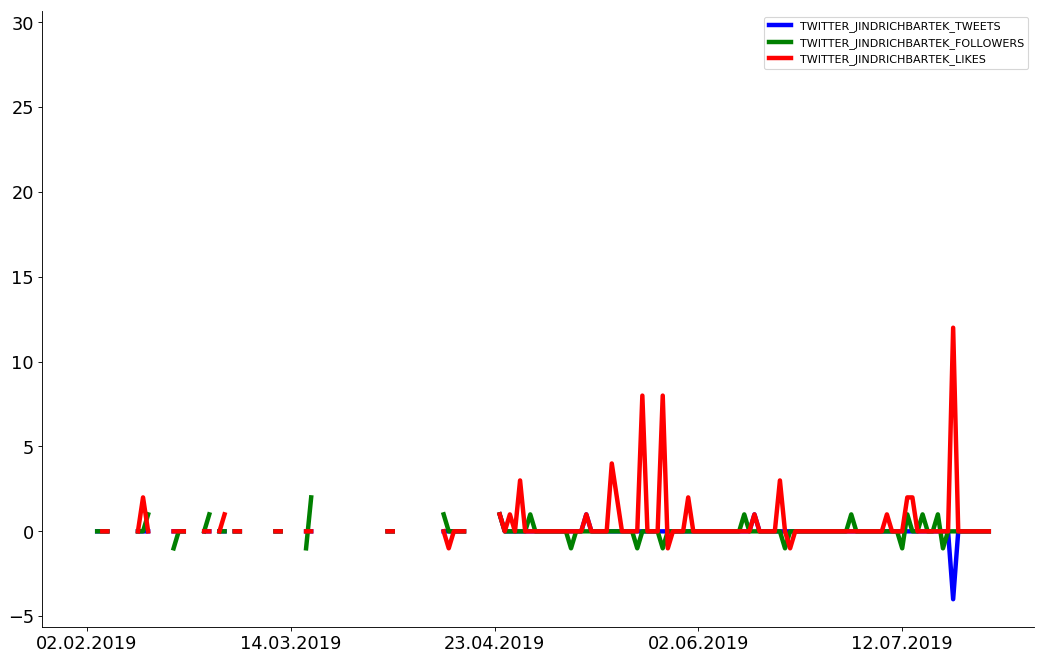 30
25
20
15
10
5
0
−5
02.02.2019 14.03.2019 23.04.2019 02.06.2019 12.07.2019
TWITTER_JINDRICHBARTEK_TWEETS
TWITTER_JINDRICHBARTEK_FOLLOWERS
TWITTER_JINDRICHBARTEK_LIKES